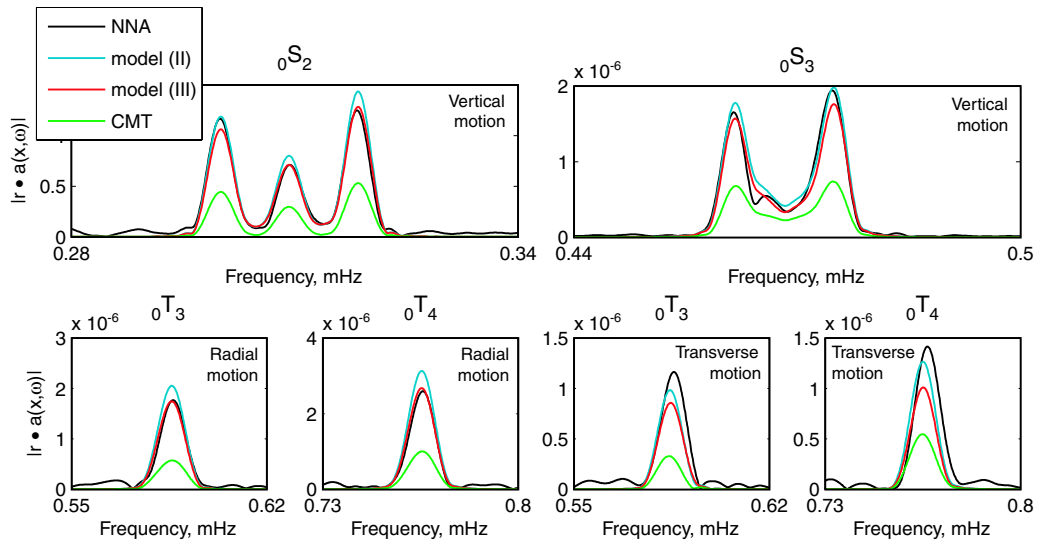 NNA
model (II)
model (III)
CMT
0S2
Vertical
motion
0.5
0
0.28
0.34
Frequency, mHz
|r • a(x,ω)|
x 10-6
0S3
Vertical
motion
2
1
0
0.44
0.5
Frequency, mHz
x 10-6
0T3
Radial
motion
3
2
1
0
0.55
0.62
Frequency, mHz
|r • a(x,ω)|
x 10-6
0T4
Radial
motion
4
2
0
0.73
0.8
Frequency, mHz
x 10-6
0T3
Transverse
motion
1.5
1
0.5
0
0.55
0.62
Frequency, mHz
x 10-6
0T4
Transverse
motion
1.5
1
0.5
0
0.73
0.8
Frequency, mHz